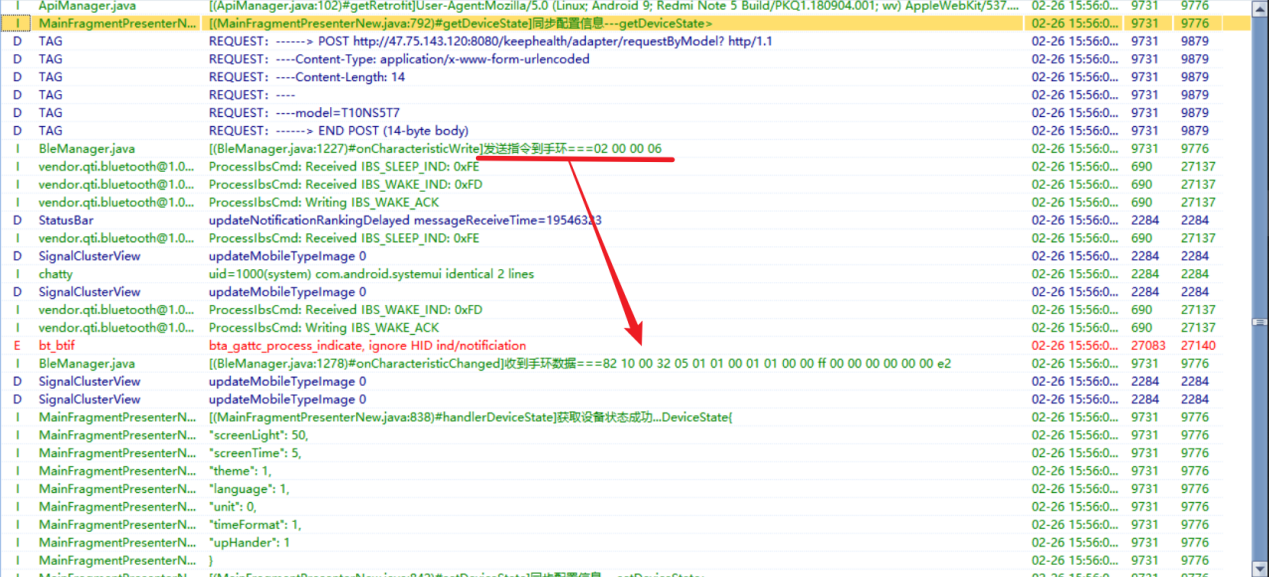 I ApiManager.java [(ApiManager.java:102)#getRetrofit]User-Agent:Mozilla/5.0 (Linux; Android 9; Redmi Note 5 Build/PKQ1.180904.001; wv) AppleWebKit/537.... 02-26 15:56:0... 9731 9776
I MainFragmentPresenterN... [(MainFragmentPresenterNew.java:792)#getDeviceState]同步配置信息---getDeviceState> 02-26 15:56:0... 9731 9776
D TAG REQUEST: ------> POST http://47.75.143.120:8080/keephealth/adapter/requestByModel? http/1.1 02-26 15:56:0... 9731 9879
D TAG REQUEST: ----Content-Type: application/x-www-form-urlencoded 02-26 15:56:0... 9731 9879
D TAG REQUEST: ----Content-Length: 14 02-26 15:56:0... 9731 9879
D TAG REQUEST: ---- 02-26 15:56:0... 9731 9879
D TAG REQUEST: ----model=T10NS5T7 02-26 15:56:0... 9731 9879
D TAG REQUEST: ------> END POST (14-byte body) 02-26 15:56:0... 9731 9879
I BleManager.java [(BleManager.java:1227)#onCharacteristicWrite]发送指令到手环===02 00 00 06 02-26 15:56:0... 9731 9776
I vendor.qti.bluetooth@1.0... ProcessIbsCmd: Received IBS_SLEEP_IND: 0xFE 02-26 15:56:0... 690 27137
I vendor.qti.bluetooth@1.0... ProcessIbsCmd: Received IBS_WAKE_IND: 0xFD 02-26 15:56:0... 690 27137
I vendor.qti.bluetooth@1.0... ProcessIbsCmd: Writing IBS_WAKE_ACK 02-26 15:56:0... 690 27137
D StatusBar updateNotificationRankingDelayed messageReceiveTime=19546323 02-26 15:56:0... 2284 2284
I vendor.qti.bluetooth@1.0... ProcessIbsCmd: Received IBS_SLEEP_IND: 0xFE 02-26 15:56:0... 690 27137
D SignalClusterView updateMobileTypeImage 0 02-26 15:56:0... 2284 2284
I chatty uid=1000(system) com.android.systemui identical 2 lines 02-26 15:56:0... 2284 2284
D SignalClusterView updateMobileTypeImage 0 02-26 15:56:0... 2284 2284
I vendor.qti.bluetooth@1.0... ProcessIbsCmd: Received IBS_WAKE_IND: 0xFD 02-26 15:56:0... 690 27137
I vendor.qti.bluetooth@1.0... ProcessIbsCmd: Writing IBS_WAKE_ACK 02-26 15:56:0... 690 27137
E bt_btif bta_gattc_process_indicate, ignore HID ind/notificiation 02-26 15:56:0... 27083 27140
I BleManager.java [(BleManager.java:1278)#onCharacteristicChanged]收到手环数据===82 10 00 32 05 01 01 00 01 01 00 00 ff 00 00 00 00 00 00 e2 02-26 15:56:0... 9731 9776
D SignalClusterView updateMobileTypeImage 0 02-26 15:56:0... 2284 2284
D SignalClusterView updateMobileTypeImage 0 02-26 15:56:0... 2284 2284
I MainFragmentPresenterN... [(MainFragmentPresenterNew.java:838)#handlerDeviceState]获取设备状态成功...DeviceState{ 02-26 15:56:0... 9731 9776
I MainFragmentPresenterN... "screenLight": 50, 02-26 15:56:0... 9731 9776
I MainFragmentPresenterN... "screenTime": 5, 02-26 15:56:0... 9731 9776
I MainFragmentPresenterN... "theme": 1, 02-26 15:56:0... 9731 9776
I MainFragmentPresenterN... "language": 1, 02-26 15:56:0... 9731 9776
I MainFragmentPresenterN... "unit": 0, 02-26 15:56:0... 9731 9776
I MainFragmentPresenterN... "timeFormat": 1, 02-26 15:56:0... 9731 9776
I MainFragmentPresenterN... "upHander": 1 02-26 15:56:0... 9731 9776
I MainFragmentPresenterN... } 02-26 15:56:0... 9731 9776